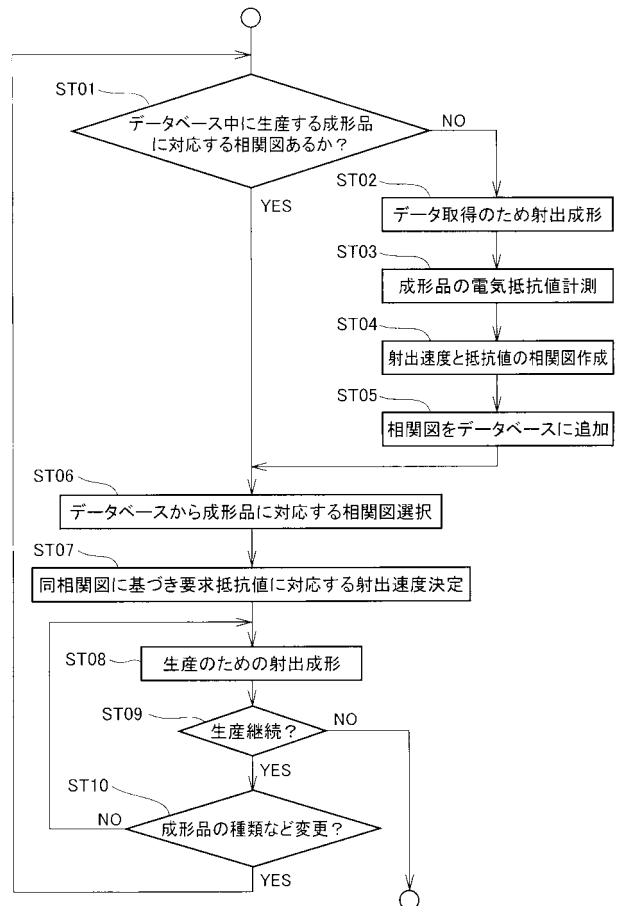 ST01
データベース中に生産する成形品
に対応する相関図あるか？
NO
YES
ST02
データ取得のため射出成形
ST03
成形品の電気抵抗値計測
ST04
射出速度と抵抗値の相関図作成
ST05
相関図をデータベースに追加
ST06
データベースから成形品に対応する相関図選択
ST07
同相関図に基づき要求抵抗値に対応する射出速度決定
ST08
生産のための射出成形
ST09
生産継続？
NO
YES
ST10
成形品の種類など変更？
NO
YES